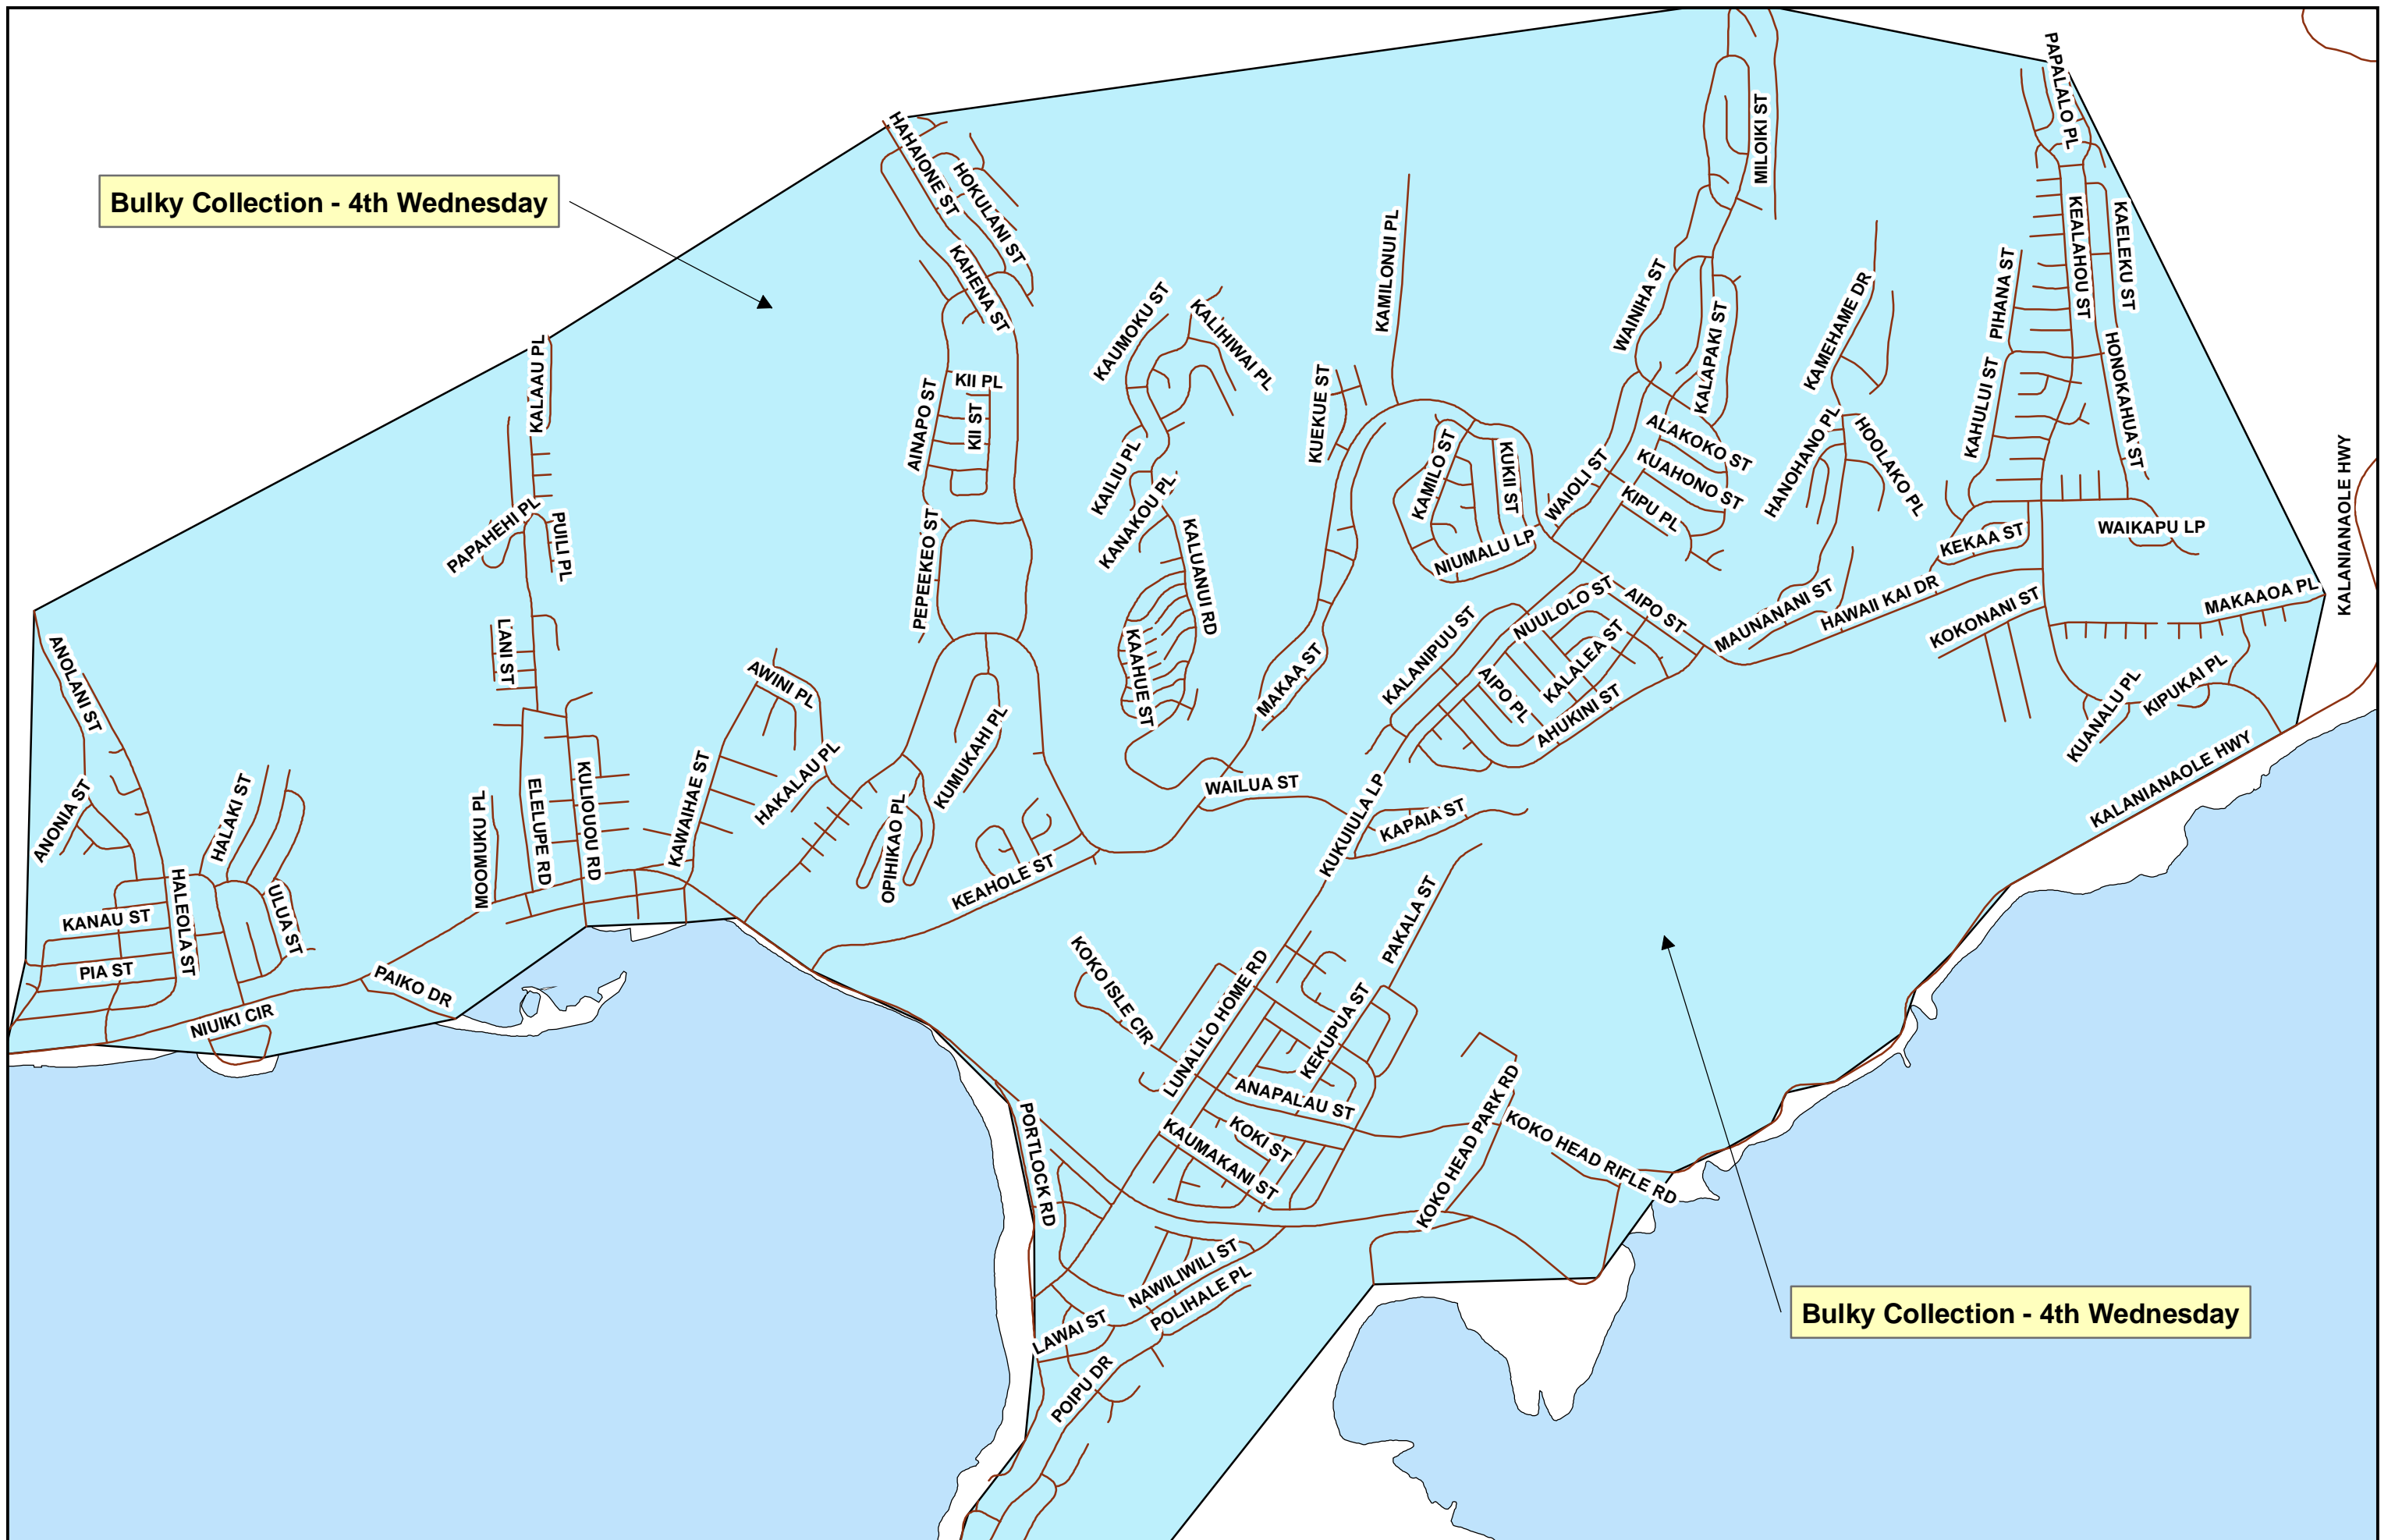 PAPALALO PL
MILOIKI ST
HAHAIONE ST
HOKULANI ST
Bulky Collection - 4th Wednesday
KEALAHOU ST
KAELEKU ST
KAMILONUI PL
KAHENA ST
PIHANA ST
WAINIHA ST
KAMEHAME DR
KAUMOKU ST
KALIHIWAI PL
KALAPAKI ST
KALAAU PL
HONOKAHUA ST
KAHULUI ST
KUEKUE ST
KII PL
AINAPO ST
KII ST
HANOHANO PL
HOOLAKO PL
ALAKOKO ST
KAMILO ST
KUKII ST
WAIOLI ST
KUAHONO ST
KAILIU PL
KIPU PL
KANAKOU PL
KALANIANAOLE HWY
PAPAHEHI PL
PUILI PL
PEPEEKEO ST
KALUANUI RD
NIUMALU LP
KEKAA ST
WAIKAPU LP
LANI ST
KAAHUE ST
NUULOLO ST
AIPO ST
MAUNANANI ST
HAWAII KAI DR
KOKONANI ST
MAKAAOA PL
ANOLANI ST
AWINI PL
MAKAA ST
KALANIPUU ST
KALALEA ST
AIPO PL
AHUKINI ST
KUANALU PL
KIPUKAI PL
KALANIANAOLE HWY
ANONIA ST
HALAKI ST
MOOMUKU PL
ELELUPE RD
KULIOUOU RD
KAWAIHAE ST
HAKALAU PL
KUMUKAHI PL
OPIHIKAO PL
WAILUA ST
KUKUIULA LP
KAPAIA ST
KEAHOLE ST
KANAU ST
HALEOLA ST
ULUA ST
PIA ST
PAIKO DR
NIUIKI CIR
PAKALA ST
KOKO ISLE CIR
LUNALILO HOME RD
KEKUPUA ST
ANAPALAU ST
KOKI ST
KAUMAKANI ST
PORTLOCK RD
KOKO HEAD PARK RD
KOKO HEAD RIFLE RD
NAWILIWILI ST
POLIHALE PL
LAWAI ST
POIPU DR
Bulky Collection - 4th Wednesday